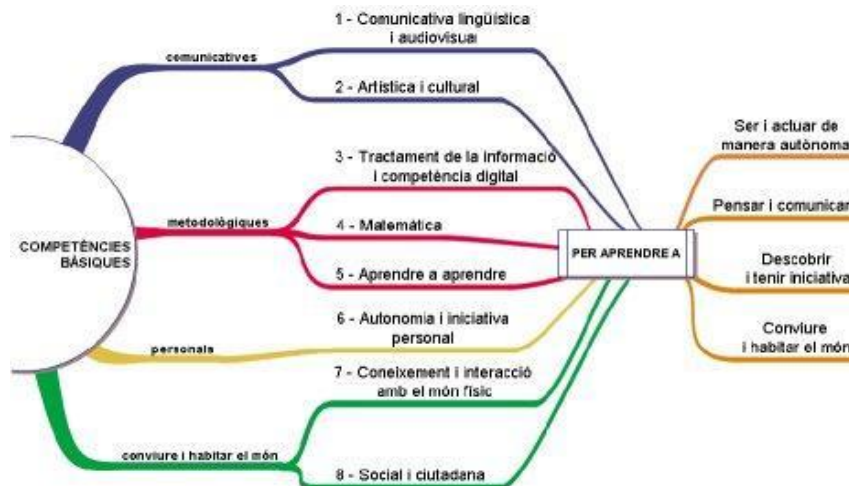 COMPETÈNCIES
BÀSIQUES
comunicatives
1 - Comunicativa lingüística
i audiovisual
2 - Artística i cultural
metodològiques
3 - Tractament de la informació
i competència digital
4 - Matemàtica
5 - Aprendre a aprendre
personals
6 - Autonomia i iniciativa
personal
conviure i habitar el món
7 - Coneixement i interacció
amb el món físic
8 - Social i ciutadana
PER APRENDRE A
Ser i actuar de
manera autònoma
Pensar i comunicar
Descobrir
i tenir iniciativa
Conviure
i habitar el món